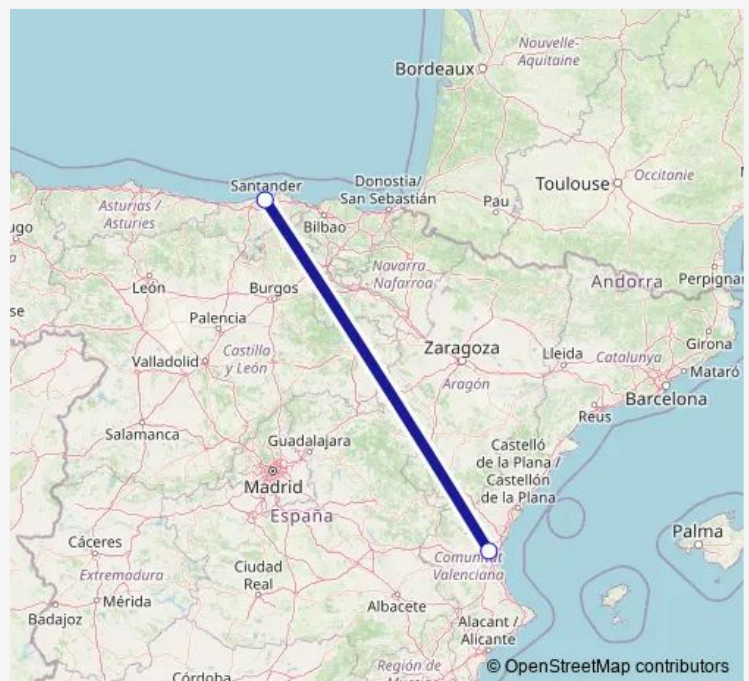 Nouvelle-
Aquitaine
Bordeaux
Santander
Donostia/
San Sebastián
Toulouse
Occitanie
Asturias /
Asturies
Pau
Bilbao
ugo
Navarra
Nafarroa
León
Burgos
Andorra
Perpignan
se
Palencia
Zaragoza
Girona
Castilla
y León
Lleida
Catalunya
Valladolid
Mataró
Aragón
Barcelona
Reus
Salamanca
Guadalajara
Castelló
de la Plana /
Castellón
de la Plana
Madrid
España
Palma
Cáceres
Valenciana
Ciudad
Real
Extremadura
Mérida
Albacete
Badajoz
Alacant /
Alicante
Región de
© OpenStreetMap contributors
Córdoba